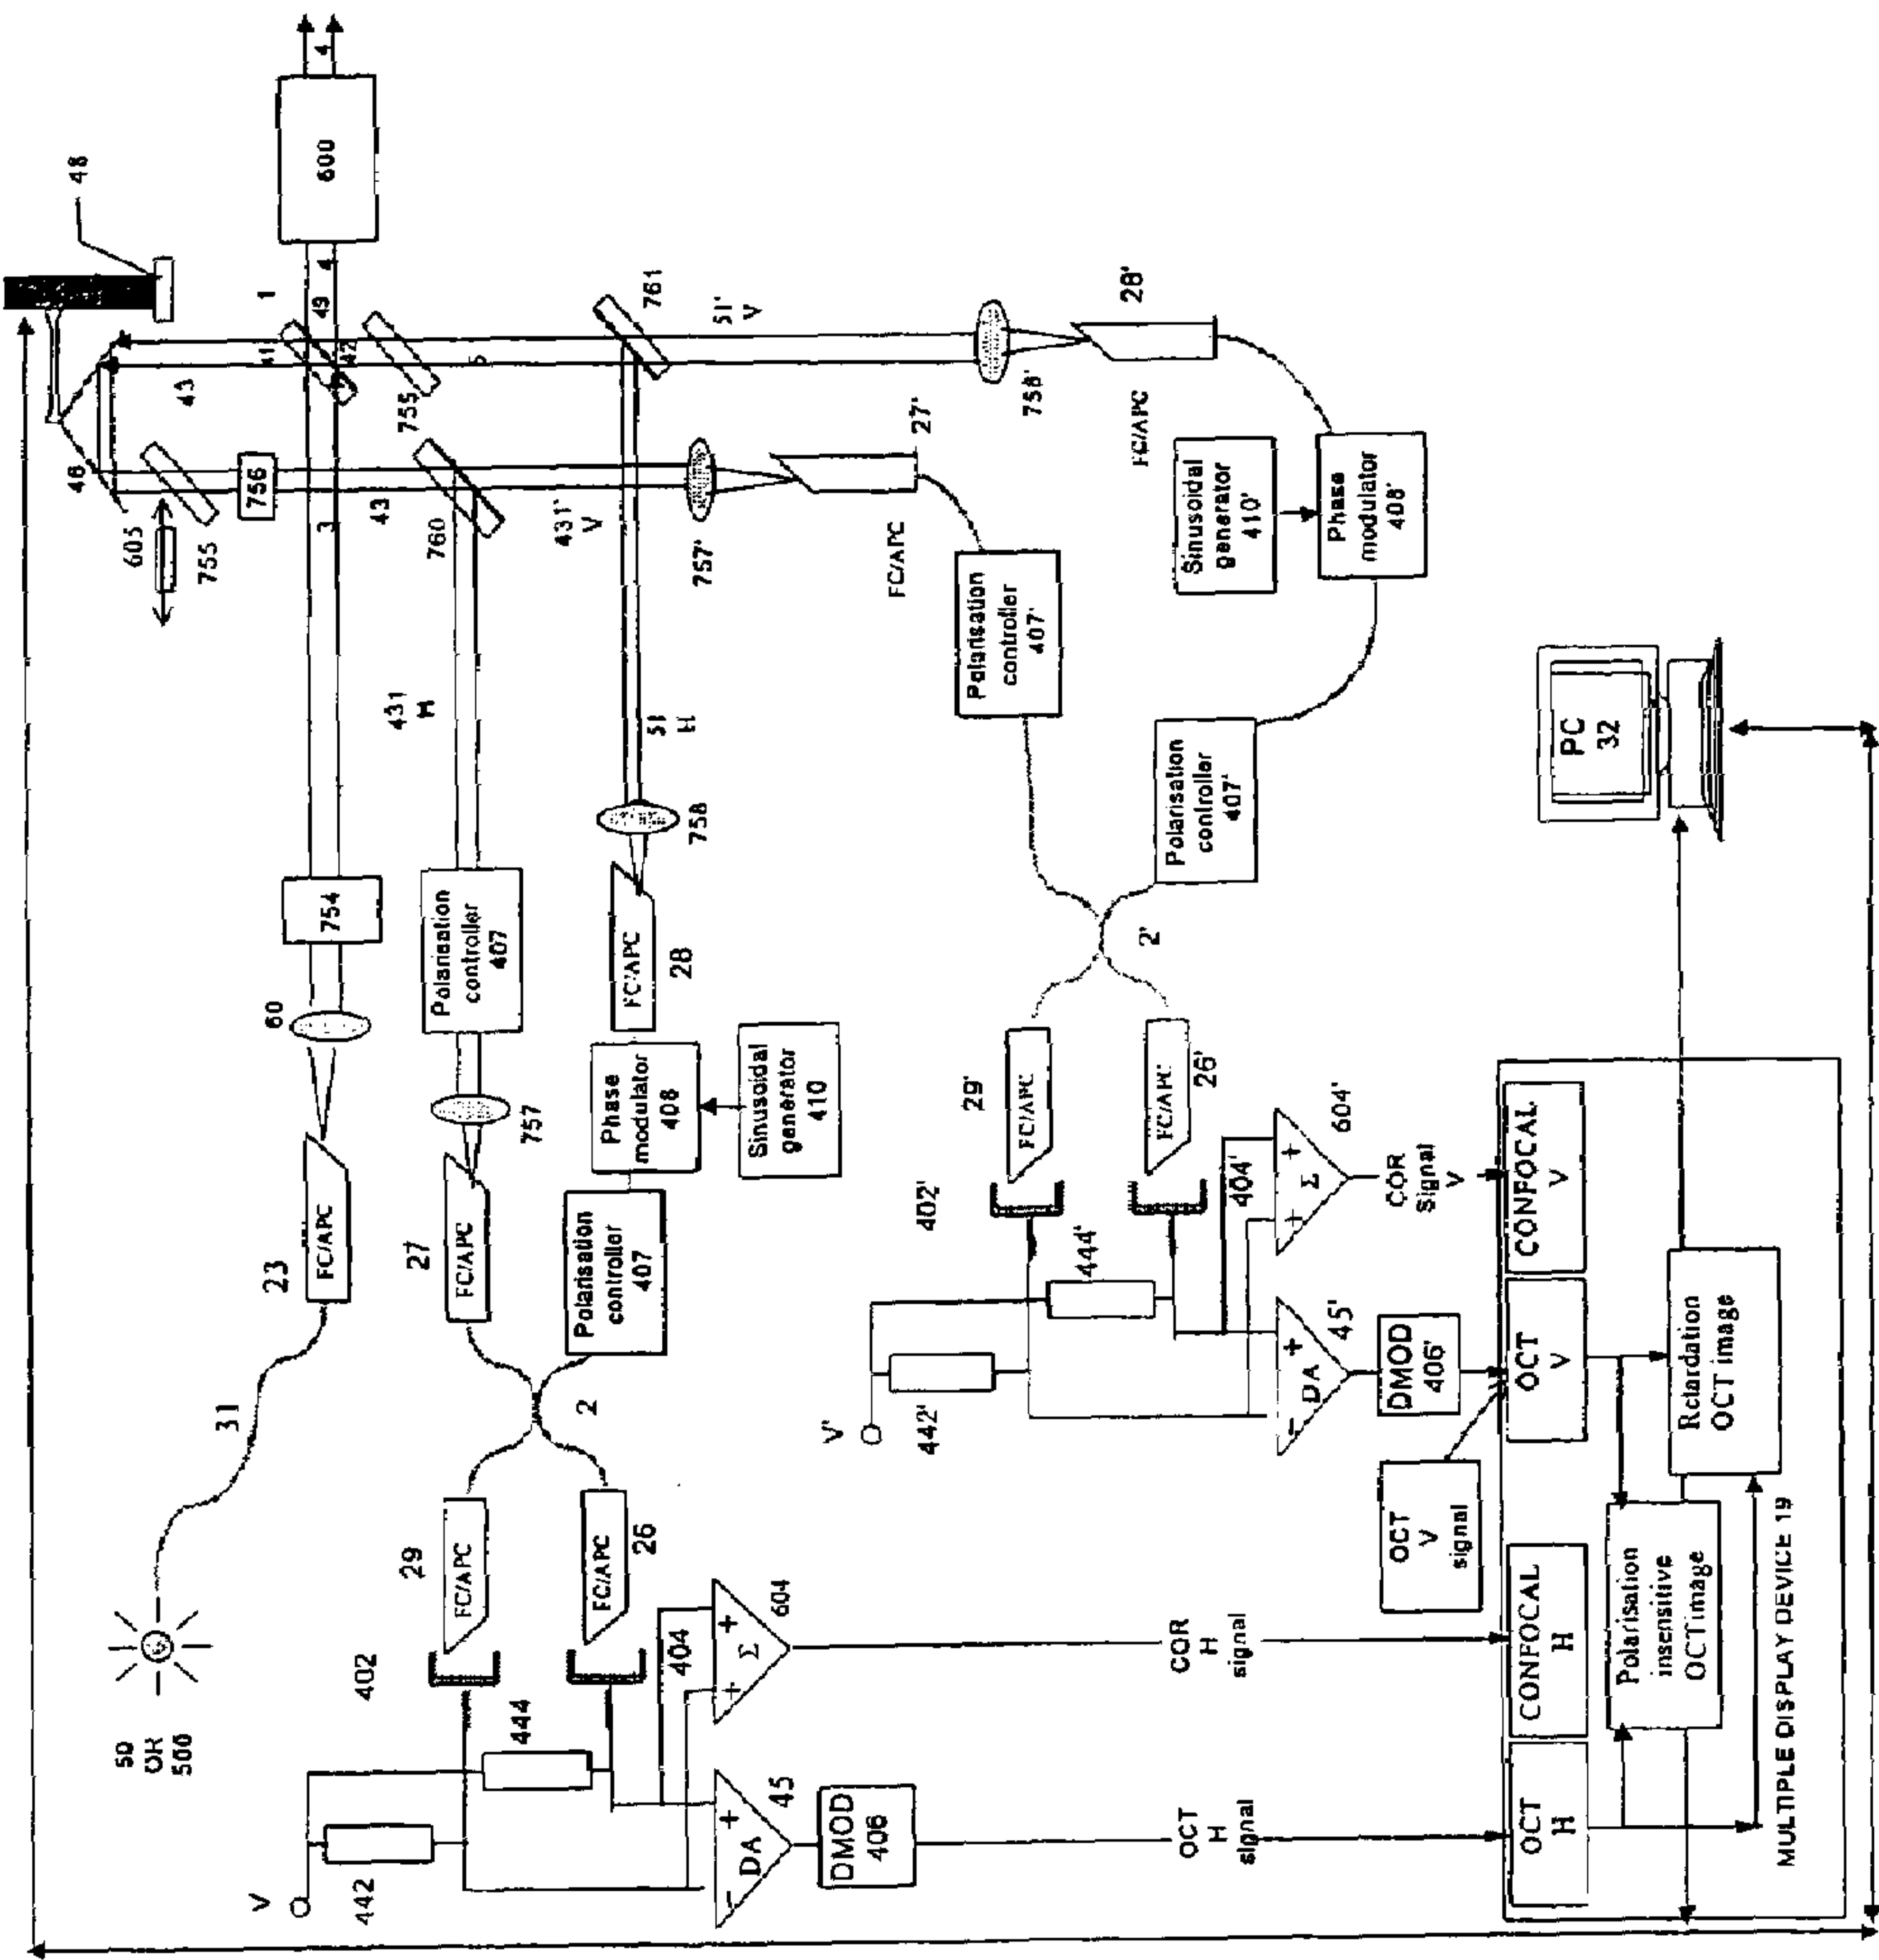 50
OR
500
31
23
FC/APC
60
754
3
1
41
49
42
4
600
4
48
46
43
605
755
756
43
755
5
760
761
431
H
431'
V
51'
V
51
H
Polarisation
controller
407
757
27
FC/APC
758
28
FC/APC
Phase
modulator
408
Sinusoidal
generator
410
Polarisation
controller
407
2
29
FC/APC
26
FC/APC
402
404
V
442
444
DA
-
+
45
Σ
+
+
604
DMOD
406
OCT
H
signal
COR
H
signal
757'
27'
FC/APC
758'
28'
FC/APC
Polarisation
controller
407'
Sinusoidal
generator
410'
Phase
modulator
408'
Polarisation
controller
407'
2'
29'
FC/APC
26'
FC/APC
402'
404'
V'
442'
444'
DA
-
+
45'
Σ
+
+
604'
DMOD
406'
OCT
V
signal
COR
Signal
V
OCT
H
CONFOCAL
H
OCT
V
CONFOCAL
V
Polarisation
insensitive
OCT image
Retardation
OCT image
MULTIPLE DISPLAY DEVICE 19
PC
32